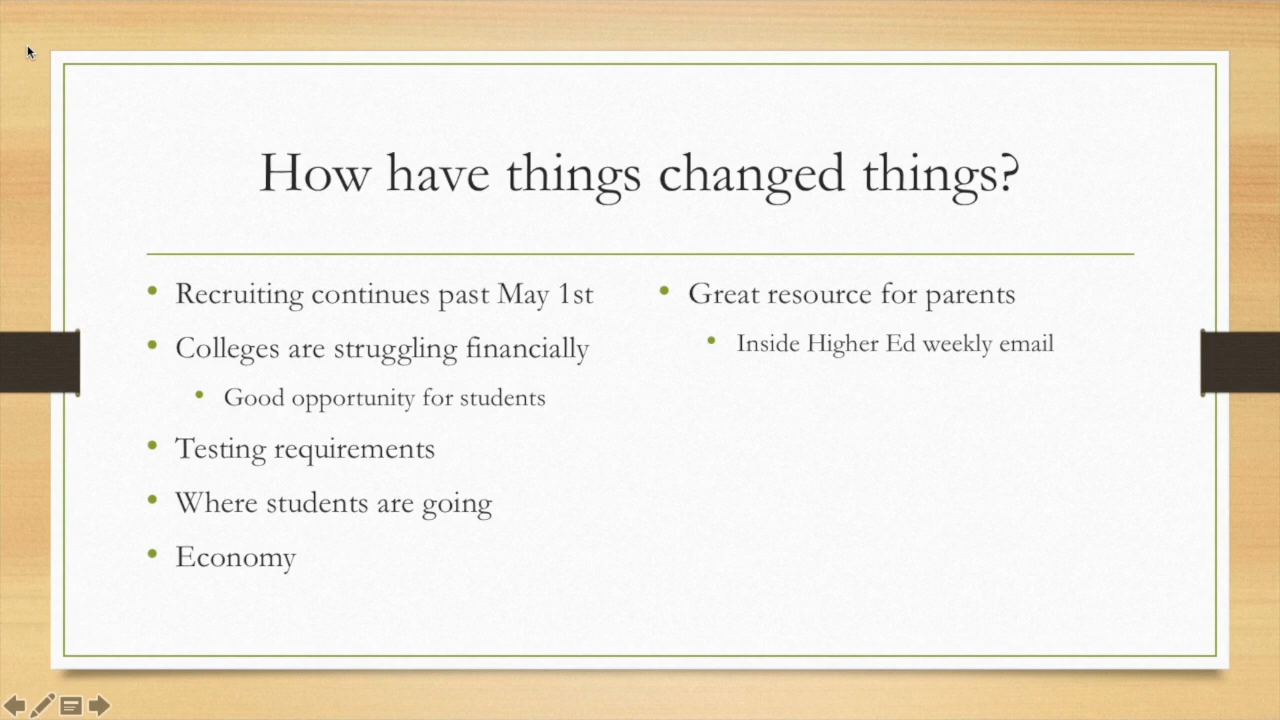 How have things changed things?
Recruiting continues past May 1st
Colleges are struggling financially
Good opportunity for students
Testing requirements
Where students are going
Economy
Great resource for parents
Inside Higher Ed weekly email